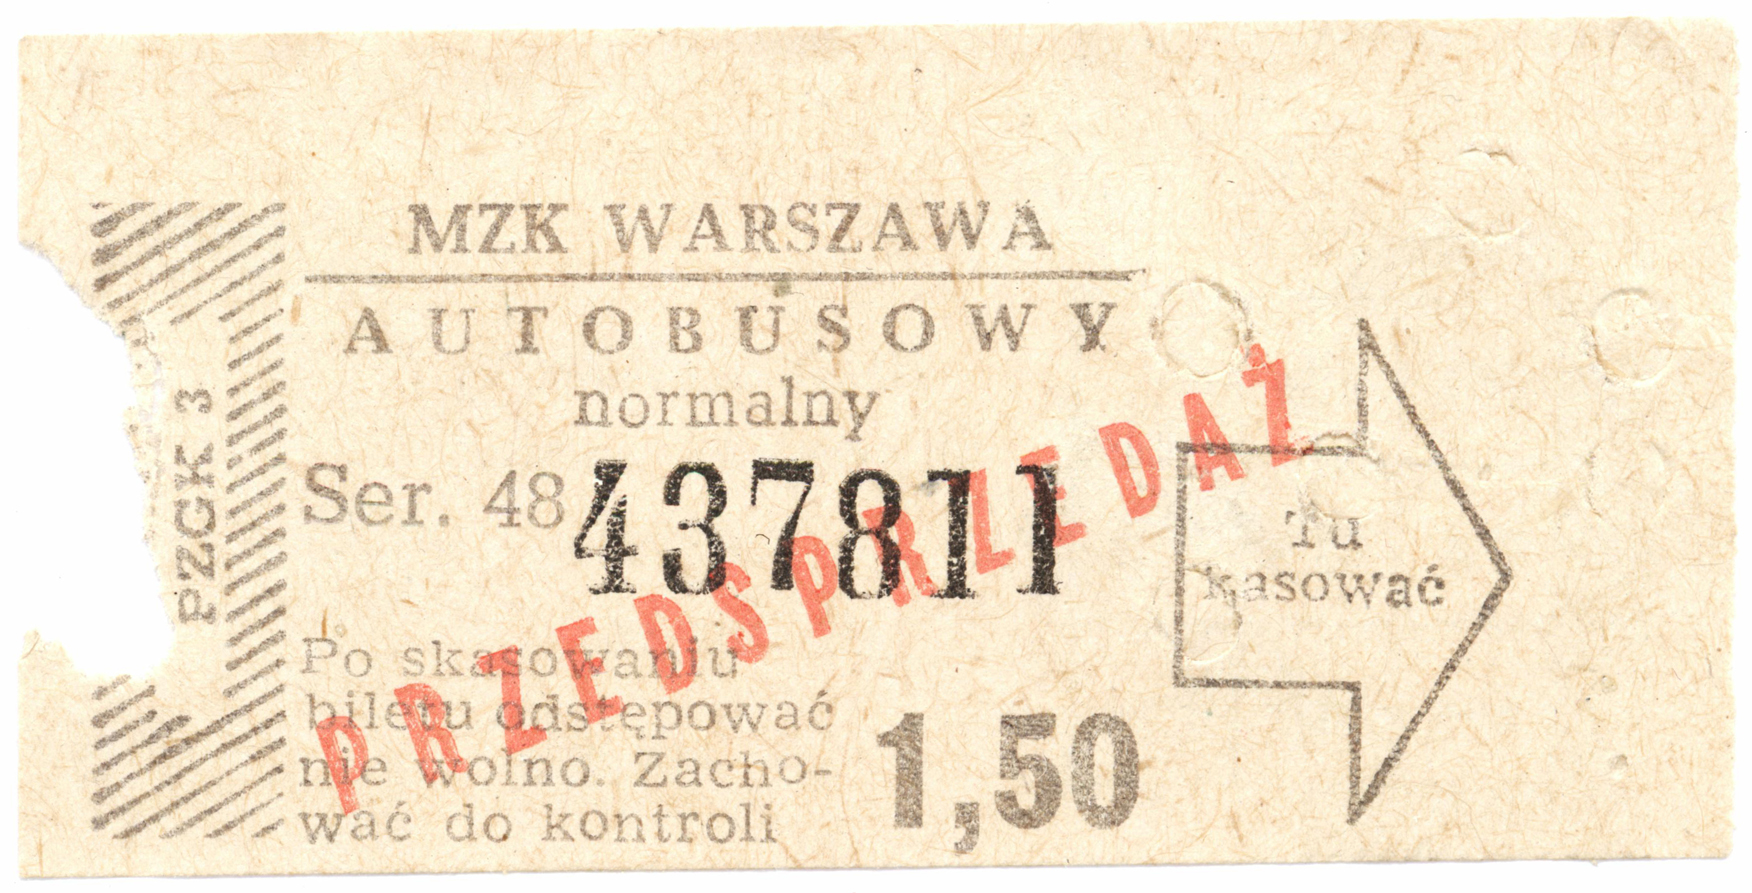 MZK WARSZAWA
AUTOBUSOWY
normalny
Ser. 48 437811
PRZEDSPRZEDAŻ
Po skasowaniu
biletu odstępować
nie wolno. Zacho-
wać do kontroli
1,50
Tu
kasować
PZGK 3